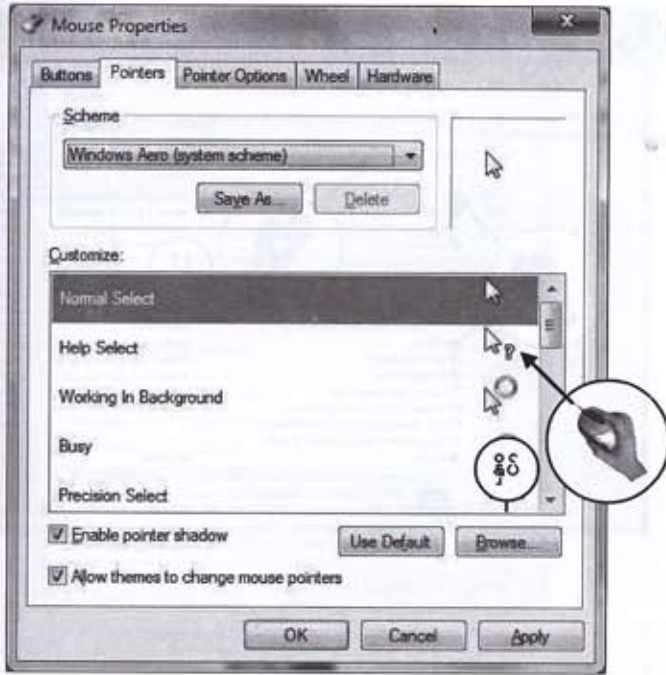 Mouse Properties
Buttons Pointers Pointer Options Wheel Hardware
Scheme
Windows Aero (system scheme)
Save As... Delete
Customize:
Normal Select
Help Select
Working In Background
Busy
နှိပ်
Precision Select
Enable pointer shadow
Use Default Browse...
Allow themes to change mouse pointers
OK Cancel Apply